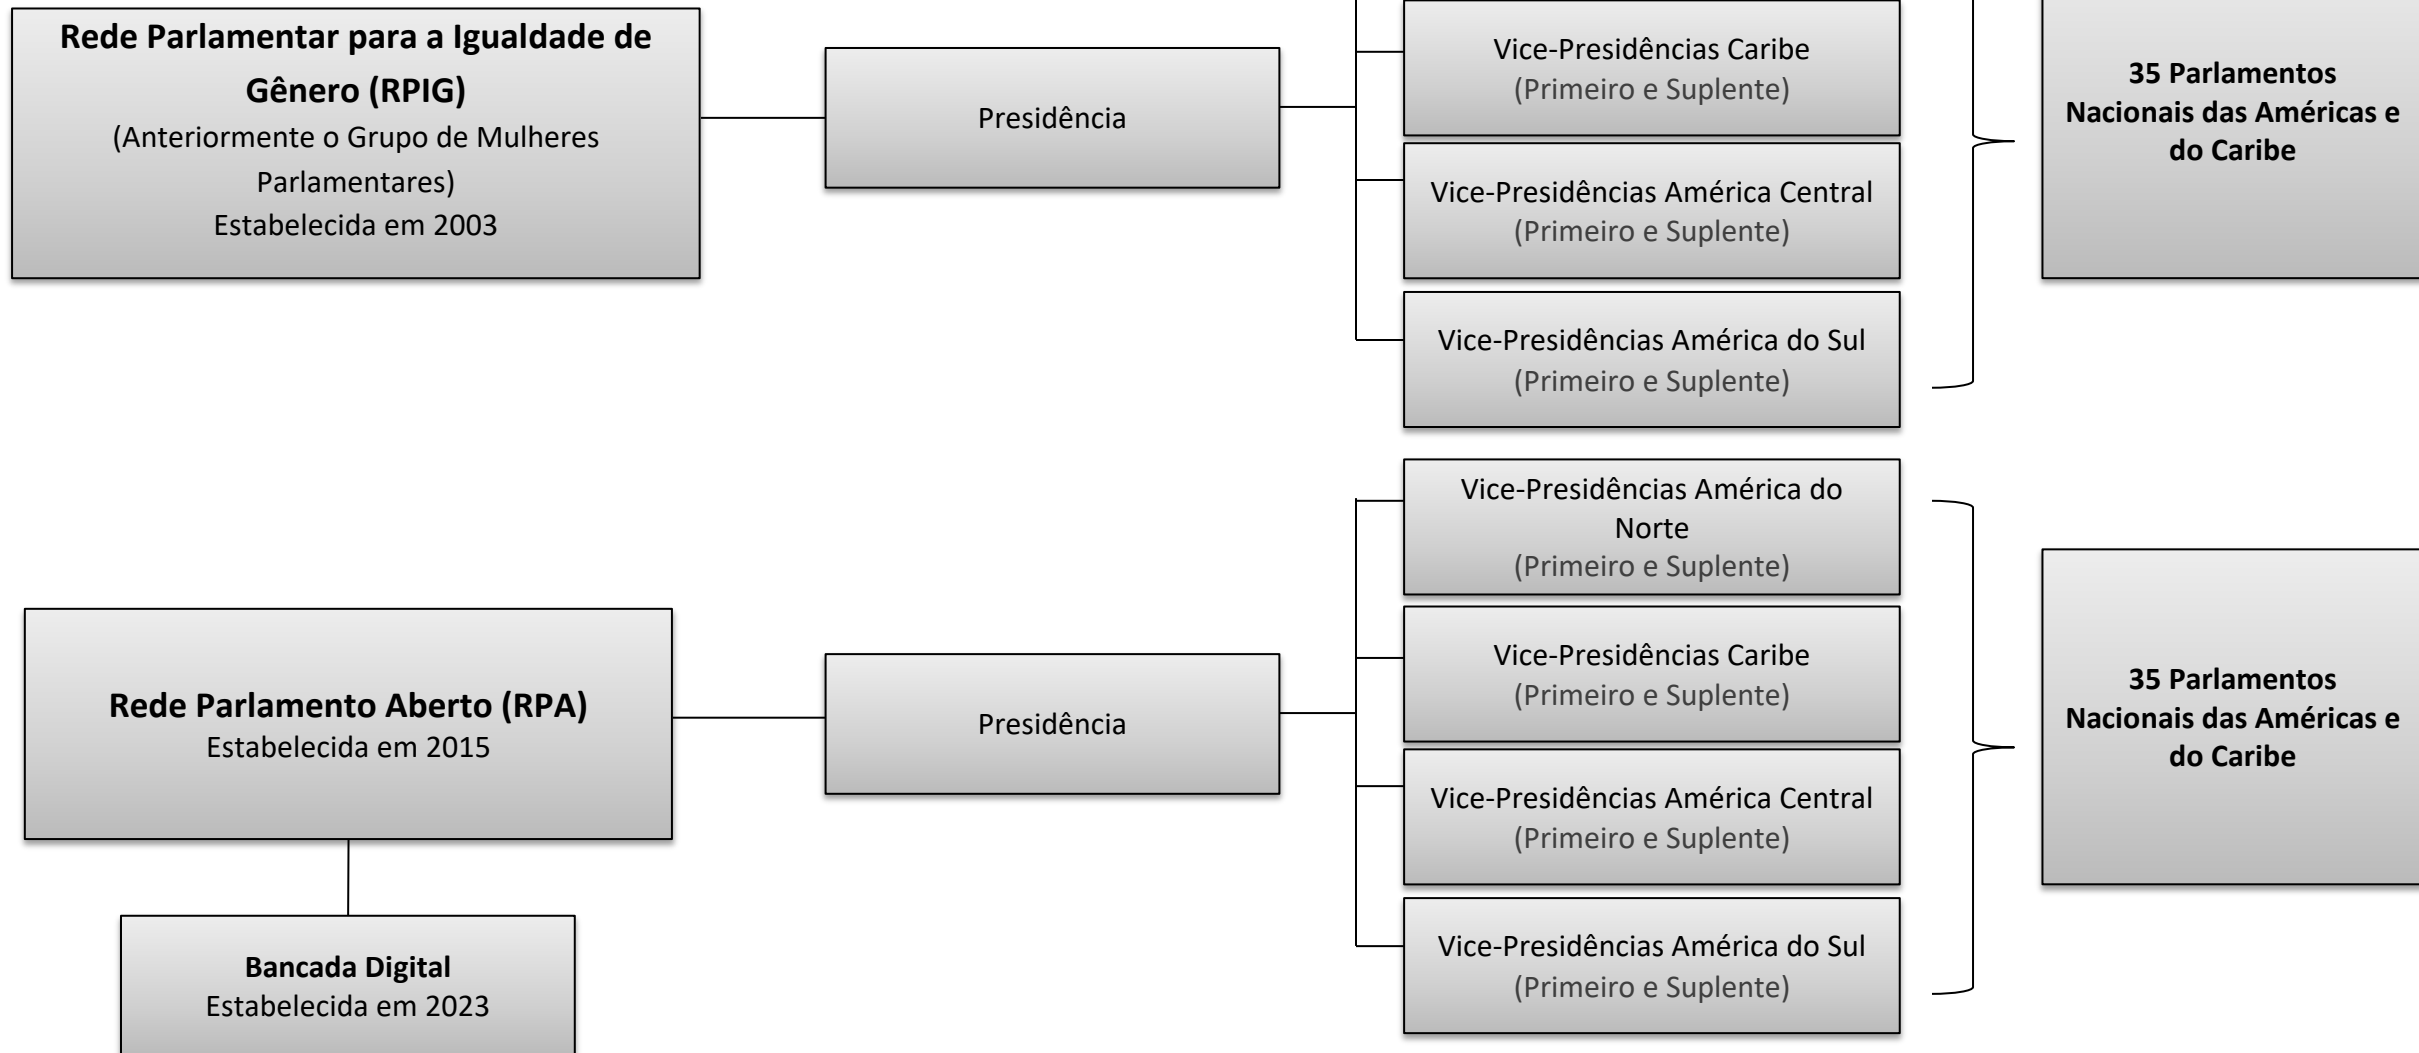 Rede Parlamentar para a Igualdade de
Gênero (RPIG)
(Anteriormente o Grupo de Mulheres
Parlamentares)
Estabelecida em 2003
Presidência
Vice-Presidências Caribe
(Primeiro e Suplente)
Vice-Presidências América Central
(Primeiro e Suplente)
Vice-Presidências América do Sul
(Primeiro e Suplente)
35 Parlamentos
Nacionais das Américas e
do Caribe
Rede Parlamento Aberto (RPA)
Estabelecida em 2015
Bancada Digital
Estabelecida em 2023
Presidência
Vice-Presidências América do
Norte
(Primeiro e Suplente)
Vice-Presidências Caribe
(Primeiro e Suplente)
Vice-Presidências América Central
(Primeiro e Suplente)
Vice-Presidências América do Sul
(Primeiro e Suplente)
35 Parlamentos
Nacionais das Américas e
do Caribe